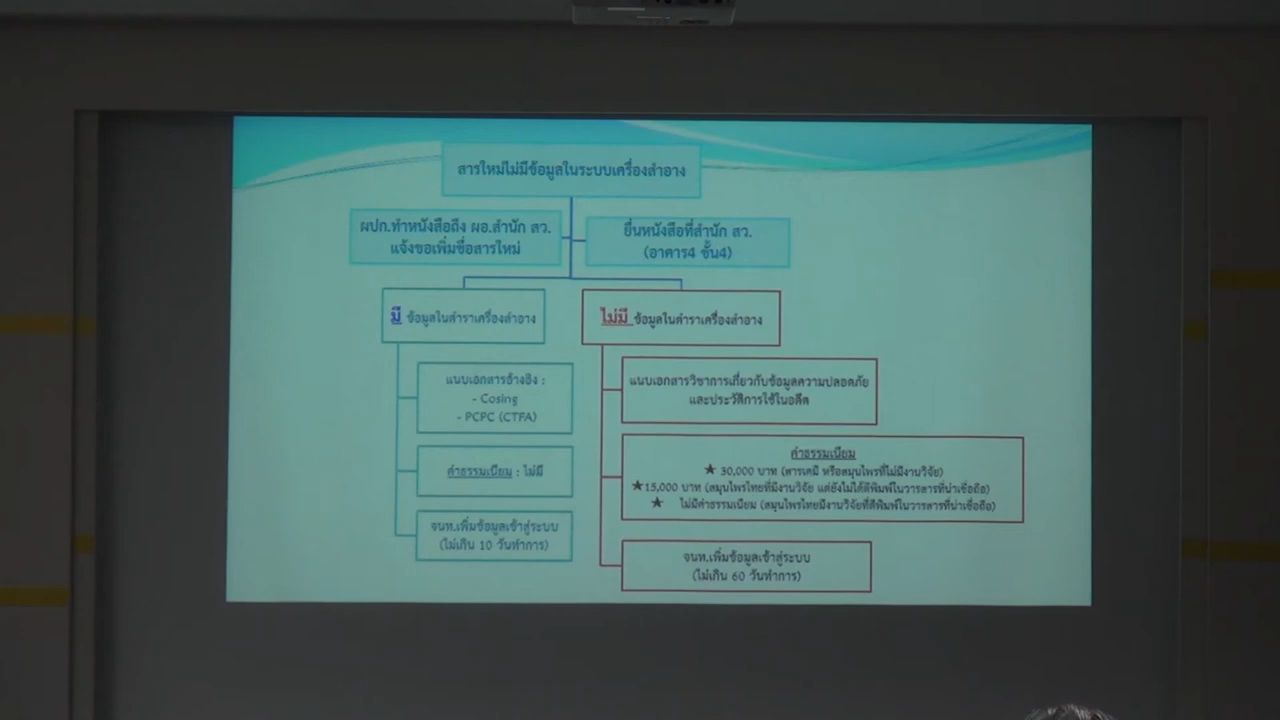 สารใหม่ไม่มีข้อมูลในระบบเครื่องสำอาง
ผปก.ทำหนังสือถึง ผอ.สำนัก สว.
แจ้งขอเพิ่มชื่อสารใหม่
ยื่นหนังสือที่สำนัก สว.
(อาคาร4 ชั้น4)
มี ข้อมูลในตำราเครื่องสำอาง
ไม่มี ข้อมูลในตำราเครื่องสำอาง
แนบเอกสารอ้างอิง :
- Cosing
- PCPC (CTFA)
ค่าธรรมเนียม : ไม่มี
จนท.เพิ่มข้อมูลเข้าสู่ระบบ
(ไม่เกิน 10 วันทำการ)
แนบเอกสารวิชาการเกี่ยวกับข้อมูลความปลอดภัย
และประวัติการใช้ในอดีต
ค่าธรรมเนียม
★ 30,000 บาท (สารเคมี หรือสมุนไพรที่ไม่มีงานวิจัย)
★15,000 บาท (สมุนไพรไทยที่มีงานวิจัย แต่ยังไม่ได้ตีพิมพ์ในวารสารที่น่าเชื่อถือ)
★ ไม่มีค่าธรรมเนียม (สมุนไพรไทยมีงานวิจัยที่ตีพิมพ์ในวารสารที่น่าเชื่อถือ)
จนท.เพิ่มข้อมูลเข้าสู่ระบบ
(ไม่เกิน 60 วันทำการ)